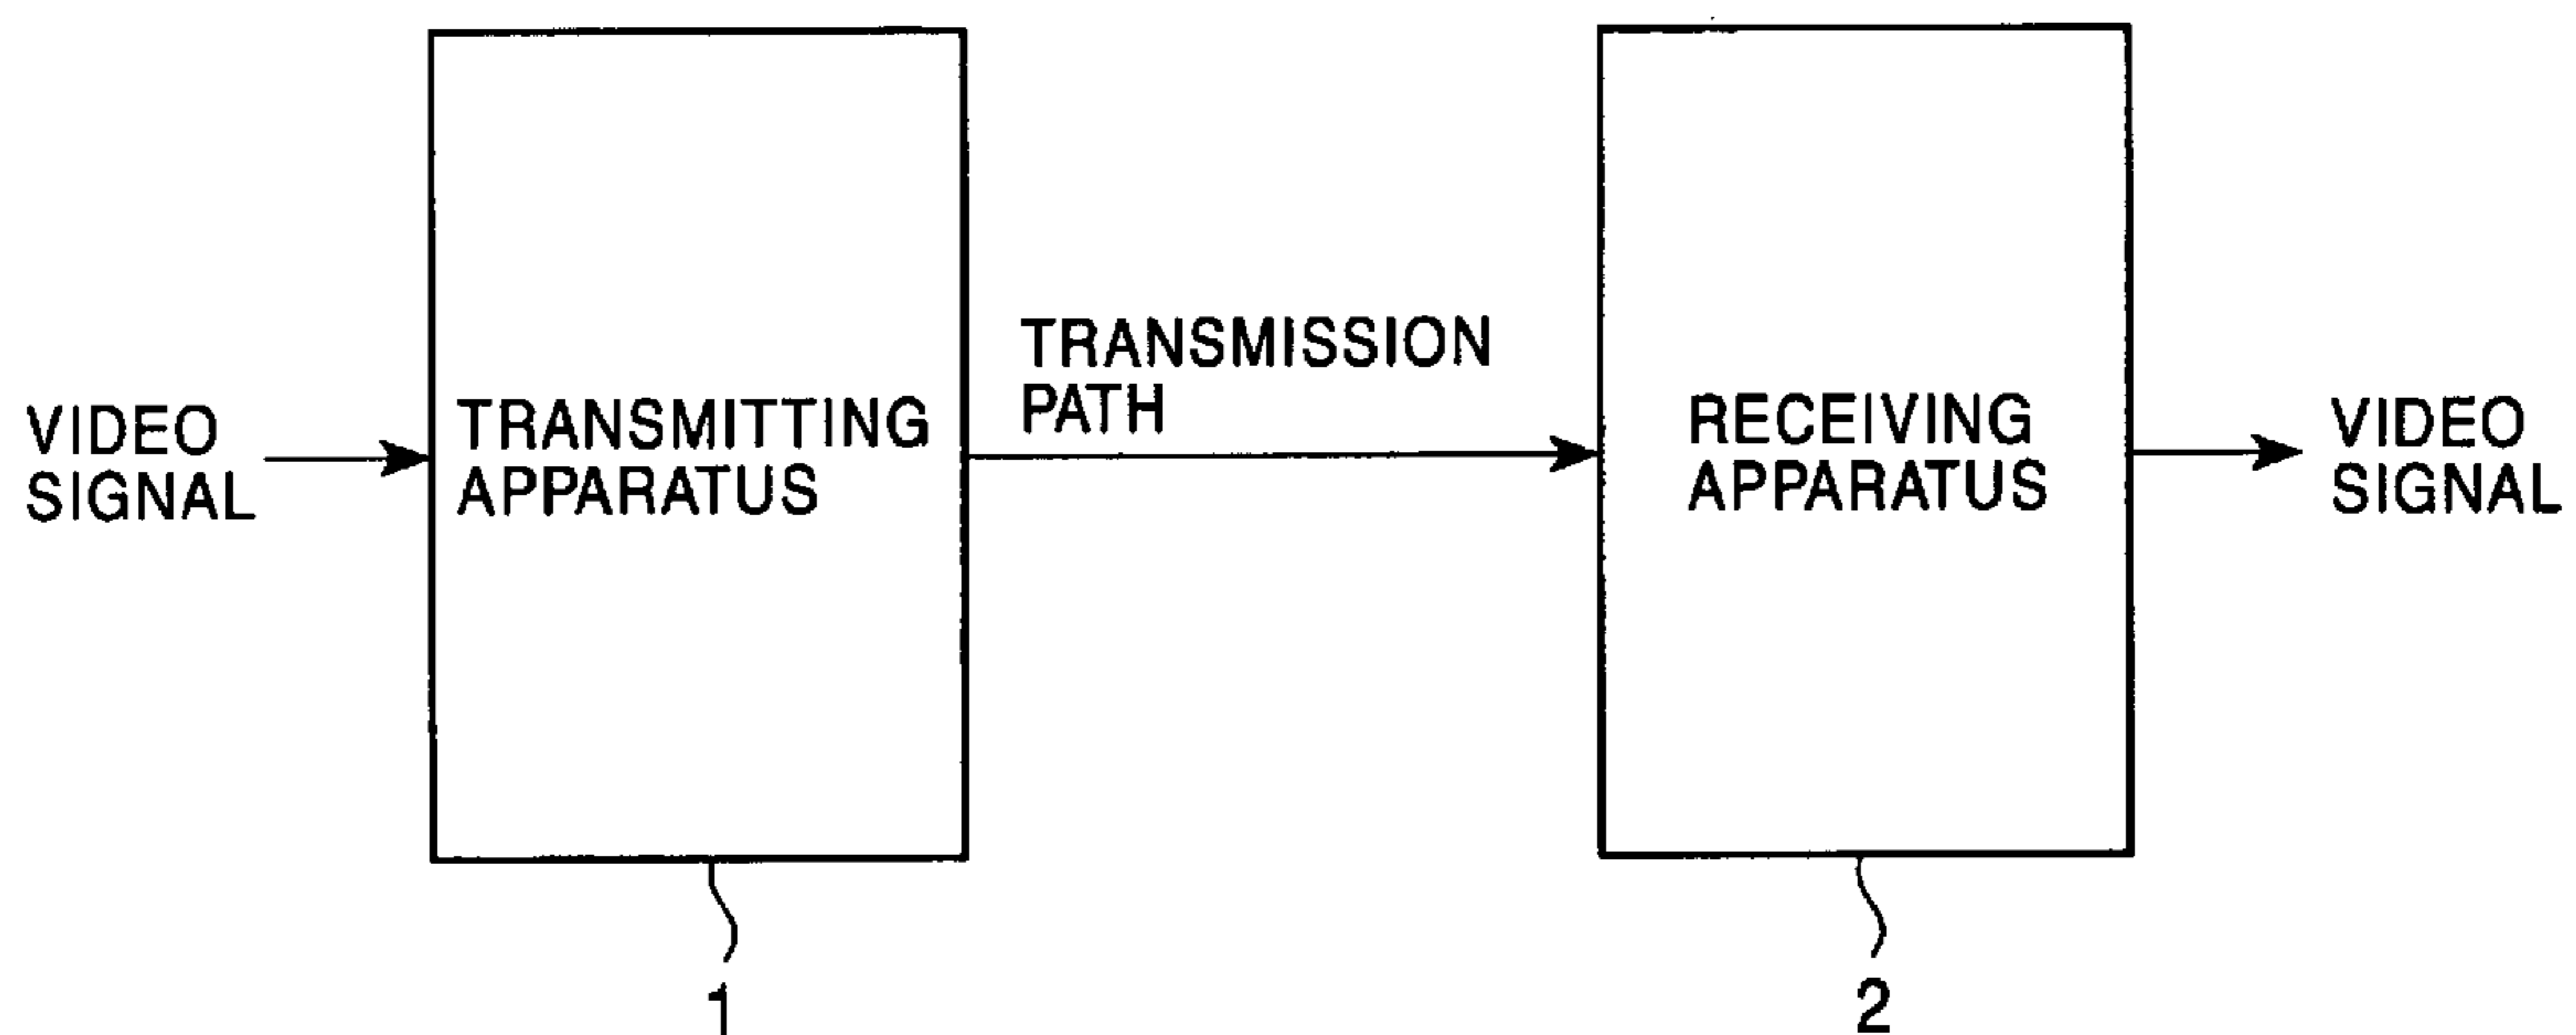 VIDEO
SIGNAL
TRANSMITTING
APPARATUS
TRANSMISSION
PATH
RECEIVING
APPARATUS
VIDEO
SIGNAL
1
2